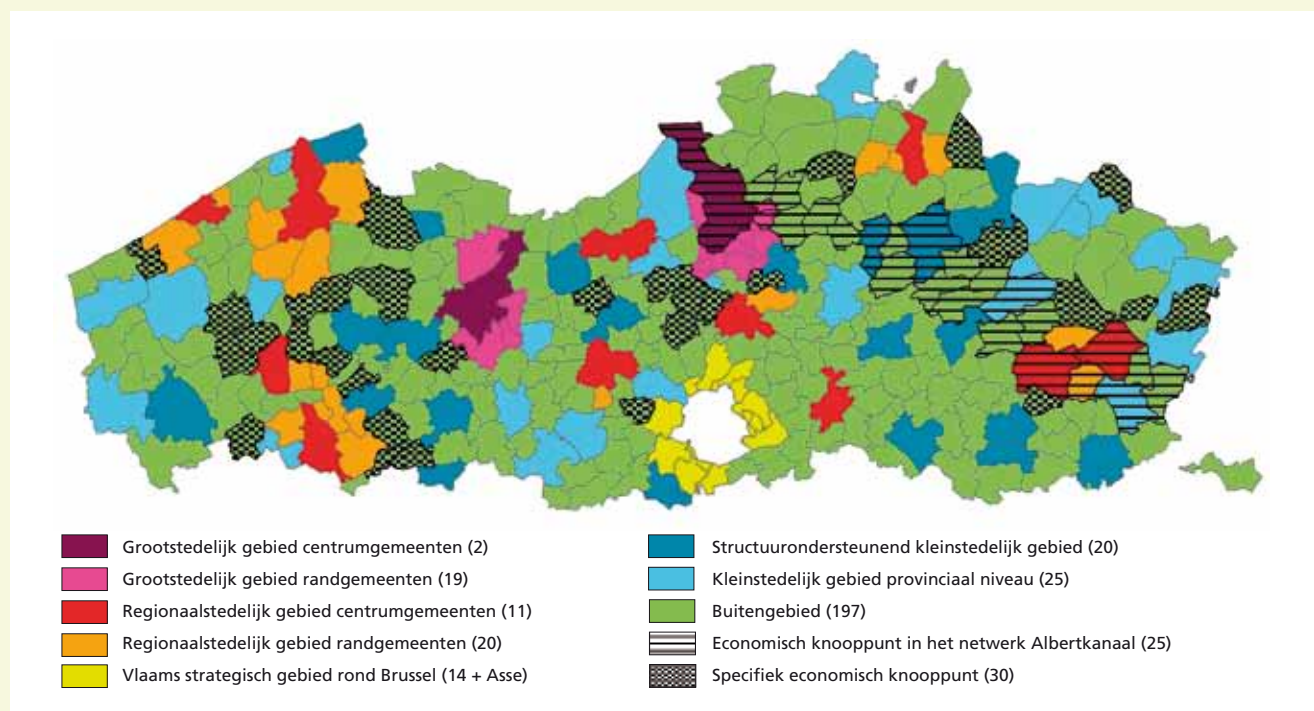 Grootstedelijk gebied centrumgemeenten (2)
Grootstedelijk gebied randgemeenten (19)
Regionaalstedelijk gebied centrumgemeenten (11)
Regionaalstedelijk gebied randgemeenten (20)
Vlaams strategisch gebied rond Brussel (14 + Asse)
Structuurondersteunend kleinstedelijk gebied (20)
Kleinstedelijk gebied provinciaal niveau (25)
Buitengebied (197)
Economisch knooppunt in het netwerk Albertkanaal (25)
Specifiek economisch knooppunt (30)